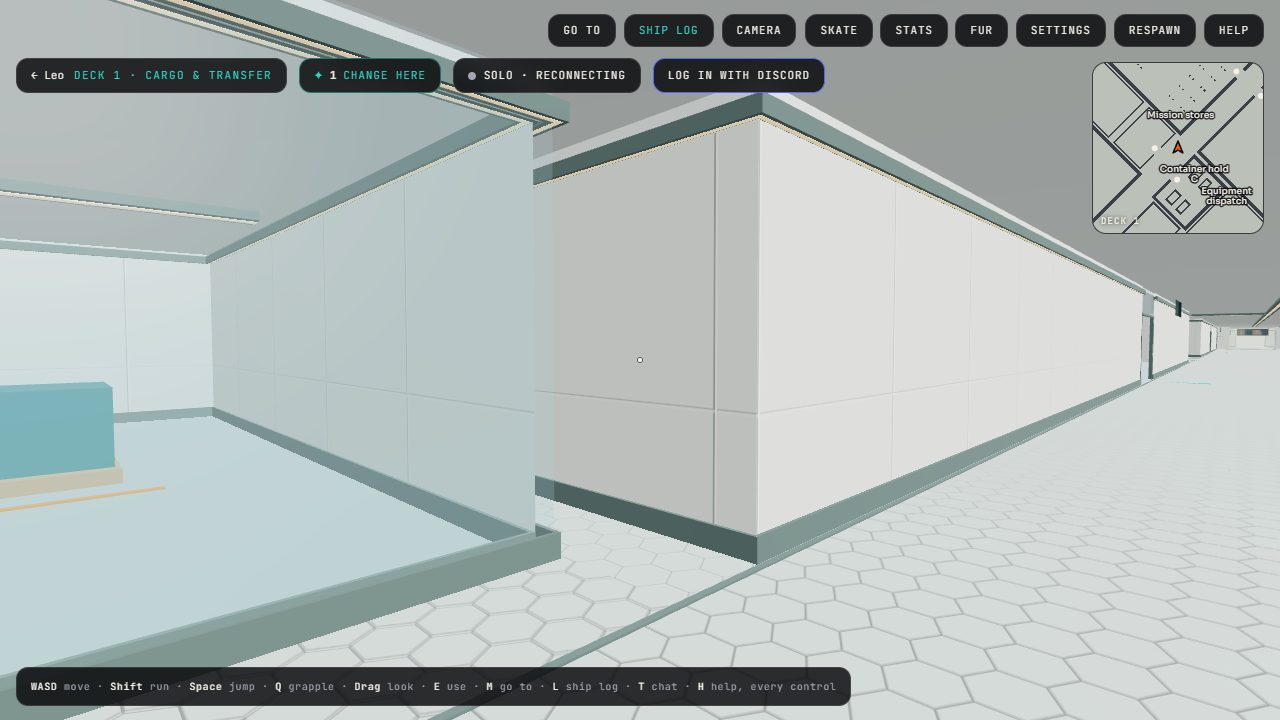 GO TO
SHIP LOG
CAMERA
SKATE
STATS
FUR
SETTINGS
RESPAWN
HELP
← Leo DECK 1 · CARGO & TRANSFER
✦ 1 CHANGE HERE
SOLO · RECONNECTING
LOG IN WITH DISCORD
Mission stores
Container hold
C
Equipment
dispatch
DECK 1
WASD move · Shift run · Space jump · Q grapple · Drag look · E use · M go to · L ship log · T chat · H help, every control